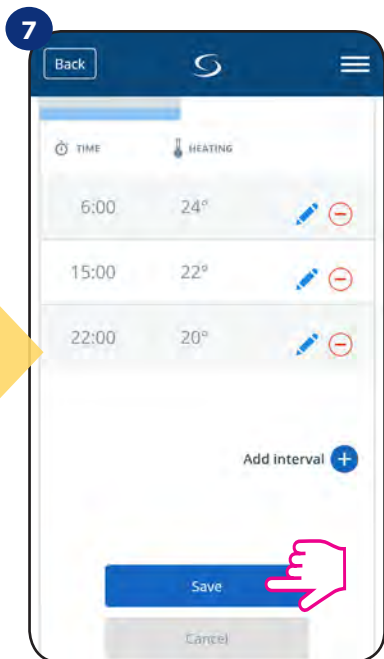 7
Back
TIME HEATING
6:00 24°
15:00 22°
22:00 20°
Add interval
Save
Cancel